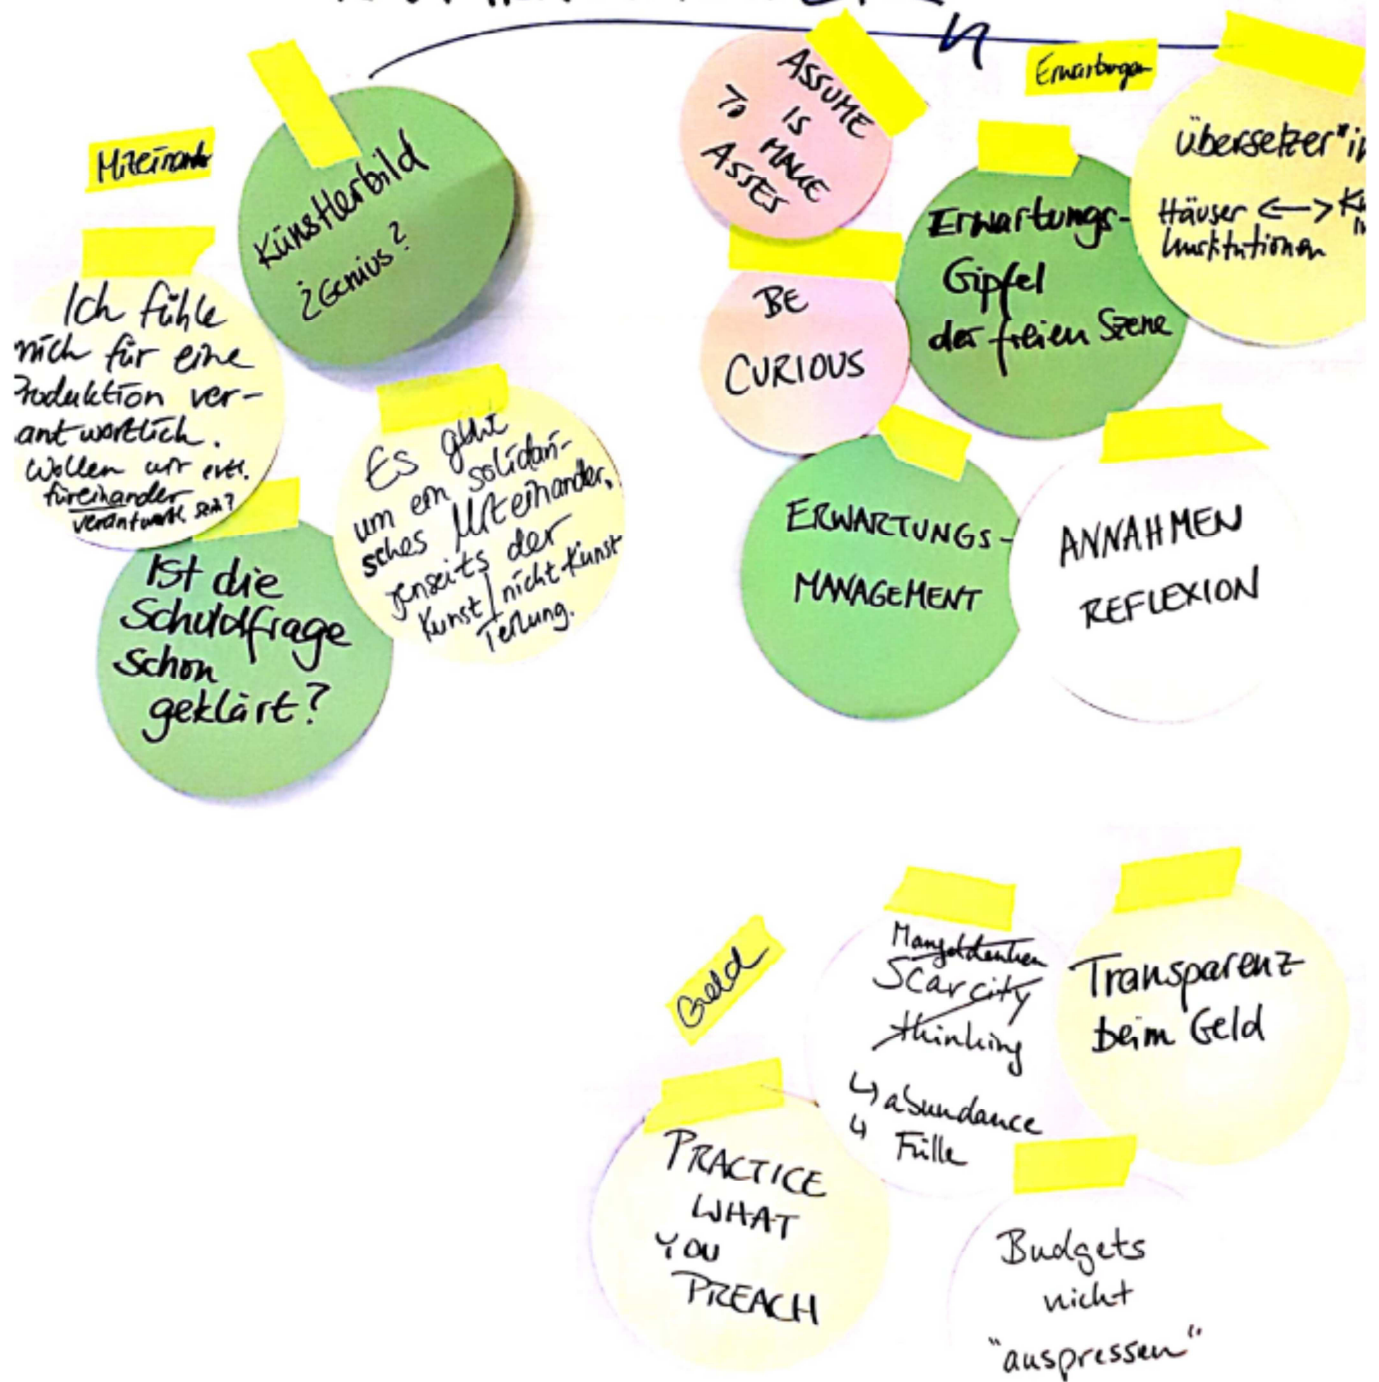 Miteinander
Künstlerbild
¿Genius?
Ich fühle
mich für eine
Produktion ver-
antwortlich.
Wollen wir evtl.
füreinander
verantwortl. sein?
Es geht
um ein solidari-
sches Miteinander,
jenseits der
Kunst/nicht Kunst
Teilung.
Ist die
Schuldfrage
schon
geklärt?
Erwartungen
ASSUME
IS
TO MAKE
ASSES
BE
CURIOUS
Erwartungs-
Gipfel
der freien Szene
Übersetzer*in
Häuser <—> Kü
Institutionen
ERWARTUNGS-
MANAGEMENT
ANNAHMEN
REFLEXION
Geld
Mangeldenken
Scarcity
thinking
↳ abundance
↳ Fülle
Transparenz
beim Geld
PRACTICE
WHAT
YOU
PREACH
Budgets
nicht
"auspressen"